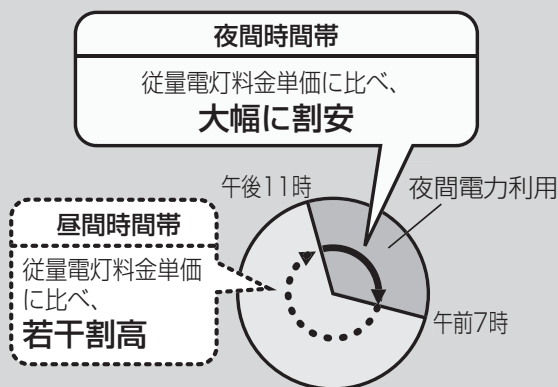 夜間時間帯
従量電灯料金単価に比べ、
大幅に割安
午後11時
夜間電力利用
昼間時間帯
従量電灯料金単価
に比べ、
若干割高
午前7時